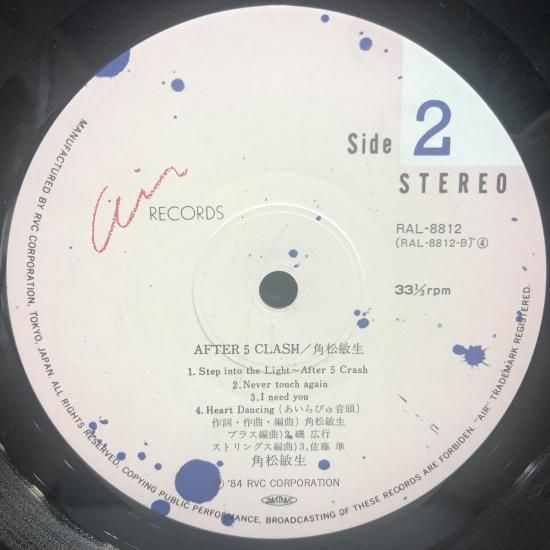 Side 2
STEREO
Air RECORDS
RAL-8812
(RAL-8812-B) ④
33⅓rpm
AFTER 5 CLASH／角松敏生
1. Step into the Light~After 5 Crash
2. Never touch again
3. I need you
4. Heart Dancing (あいらびゅ音頭)
作詞・作曲・編曲) 角松敏生
ブラス編曲) 2, 磯 広行
ストリングス編曲) 3, 佐藤 準
角松敏生
Ⓟ '84 RVC CORPORATION
JASRAC
MANUFACTURED BY RVC CORPORATION, TOKYO, JAPAN. ALL RIGHTS RESERVED. COPYING PUBLIC PERFORMANCE, BROADCASTING OF THESE RECORDS ARE FORBIDDEN. "AIR" TRADEMARK REGISTERED.